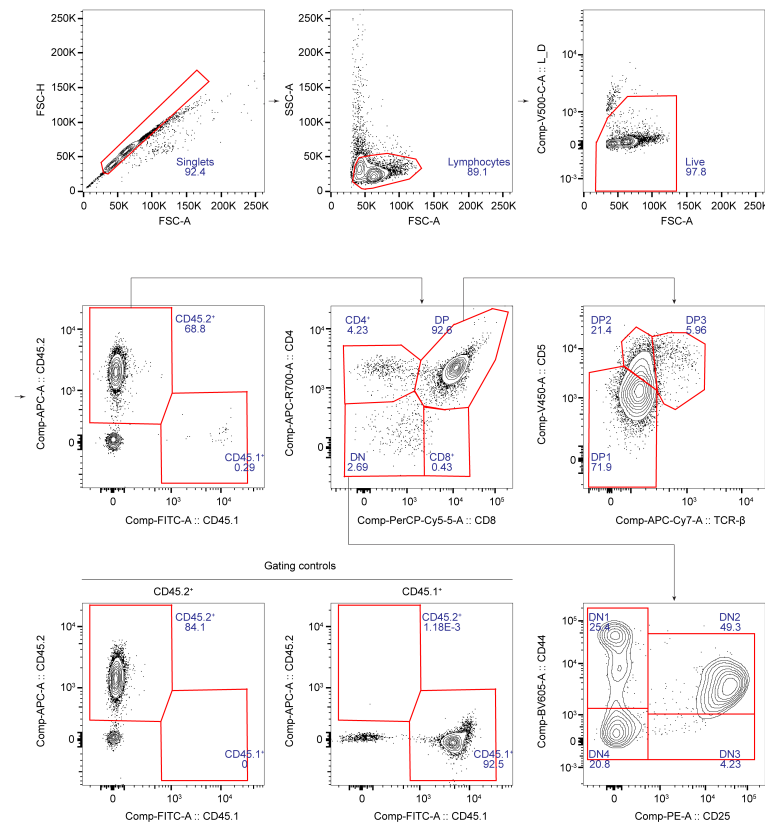 250K
200K
150K
100K
50K
0
FSC-H
Singlets
92.4
0 50K 100K 150K 200K 250K
FSC-A
250K
200K
150K
100K
50K
0
SSC-A
Lymphocytes
89.1
0 50K 100K 150K 200K 250K
FSC-A
10⁴
10³
0
-10³
Comp-V500-C-A :: L_D
Live
97.8
0 50K 100K 150K 200K 250K
FSC-A
10⁴
10³
0
Comp-APC-A :: CD45.2
CD45.2⁺
68.8
CD45.1⁺
0.29
0 10³ 10⁴
Comp-FITC-A :: CD45.1
10⁴
10³
0
Comp-APC-R700-A :: CD4
CD4⁺
4.23
DP
92.6
DN
2.69
CD8⁺
0.43
0 10³ 10⁴ 10⁵
Comp-PerCP-Cy5-5-A :: CD8
10⁴
10³
0
Comp-V450-A :: CD5
DP2
21.4
DP3
5.96
DP1
71.9
0 10³ 10⁴
Comp-APC-Cy7-A :: TCR-β
Gating controls
CD45.2⁺
CD45.1⁺
10⁴
10³
0
Comp-APC-A :: CD45.2
CD45.2⁺
84.1
CD45.1⁺
0
0 10³ 10⁴
Comp-FITC-A :: CD45.1
10⁴
10³
0
Comp-APC-A :: CD45.2
CD45.2⁺
1.18E-3
CD45.1⁺
92.5
0 10³ 10⁴
Comp-FITC-A :: CD45.1
10⁵
10⁴
10³
0
-10³
Comp-BV605-A :: CD44
DN1
25.4
DN2
49.3
DN4
20.8
DN3
4.23
0 10³ 10⁴ 10⁵
Comp-PE-A :: CD25